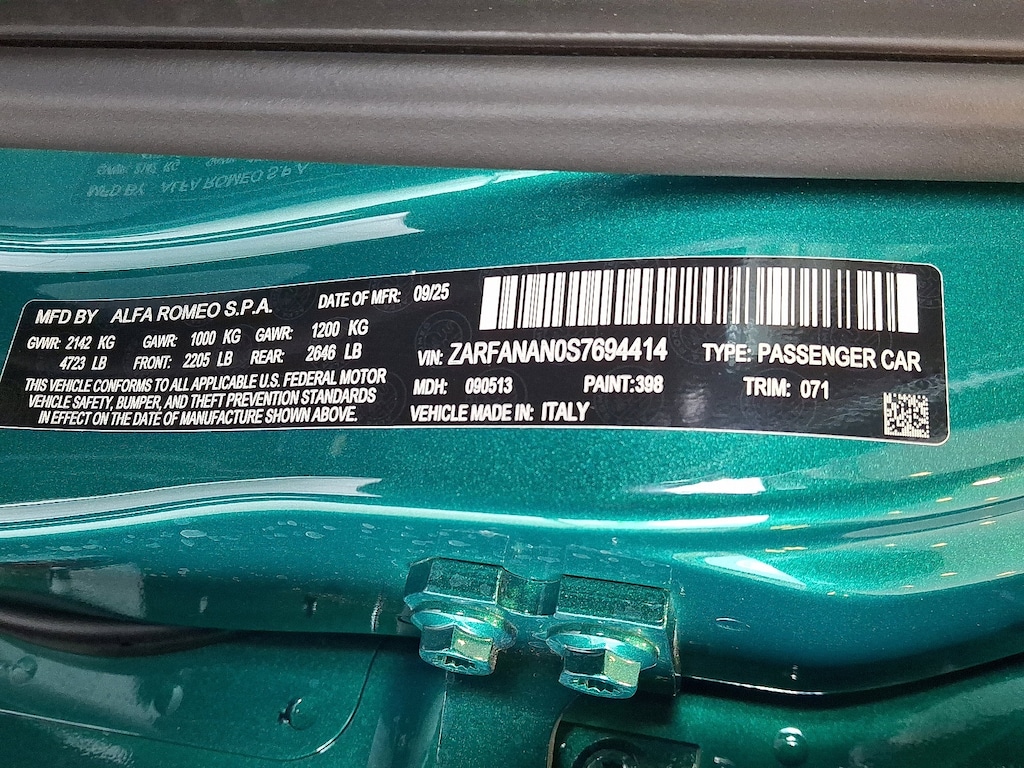 MFD BY ALFA ROMEO S.P.A. DATE OF MFR: 09/25
GVWR: 2142 KG GAWR: 1000 KG GAWR: 1200 KG
4723 LB FRONT: 2205 LB REAR: 2646 LB
THIS VEHICLE CONFORMS TO ALL APPLICABLE U.S. FEDERAL MOTOR
VEHICLE SAFETY, BUMPER, AND THEFT PREVENTION STANDARDS
IN EFFECT ON THE DATE OF MANUFACTURE SHOWN ABOVE.
VIN: ZARFANAN0S7694414 TYPE: PASSENGER CAR
MDH: 090513 PAINT:398 TRIM: 071
VEHICLE MADE IN: ITALY